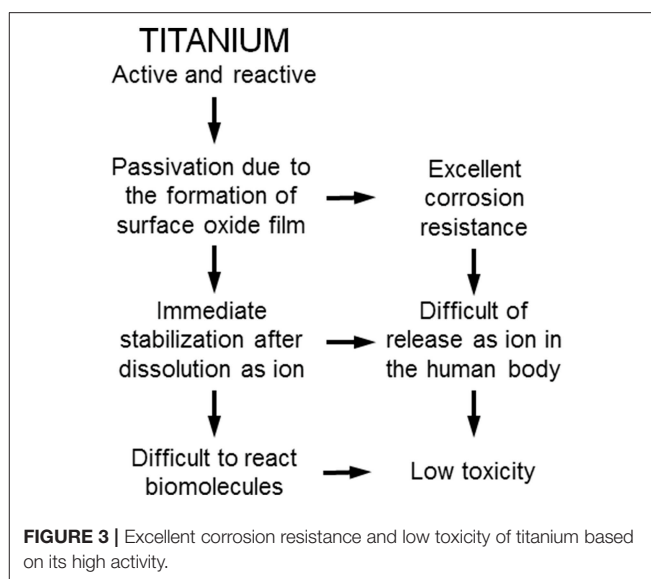 TITANIUM
Active and reactive
Passivation due to
the formation of
surface oxide film
Excellent
corrosion
resistance
Immediate
stabilization after
dissolution as ion
Difficult of
release as ion in
the human body
Difficult to react
biomolecules
Low toxicity
FIGURE 3 | Excellent corrosion resistance and low toxicity of titanium based
on its high activity.